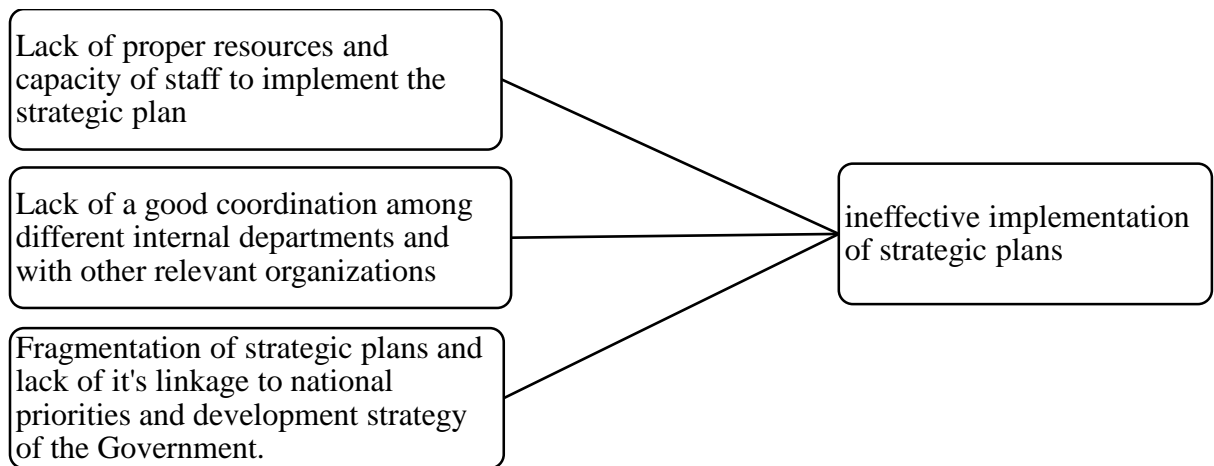 Lack of proper resources and
capacity of staff to implement the
strategic plan
Lack of a good coordination among
different internal departments and
with other relevant organizations
Fragmentation of strategic plans and
lack of it's linkage to national
priorities and development strategy
of the Government.
ineffective implementation
of strategic plans